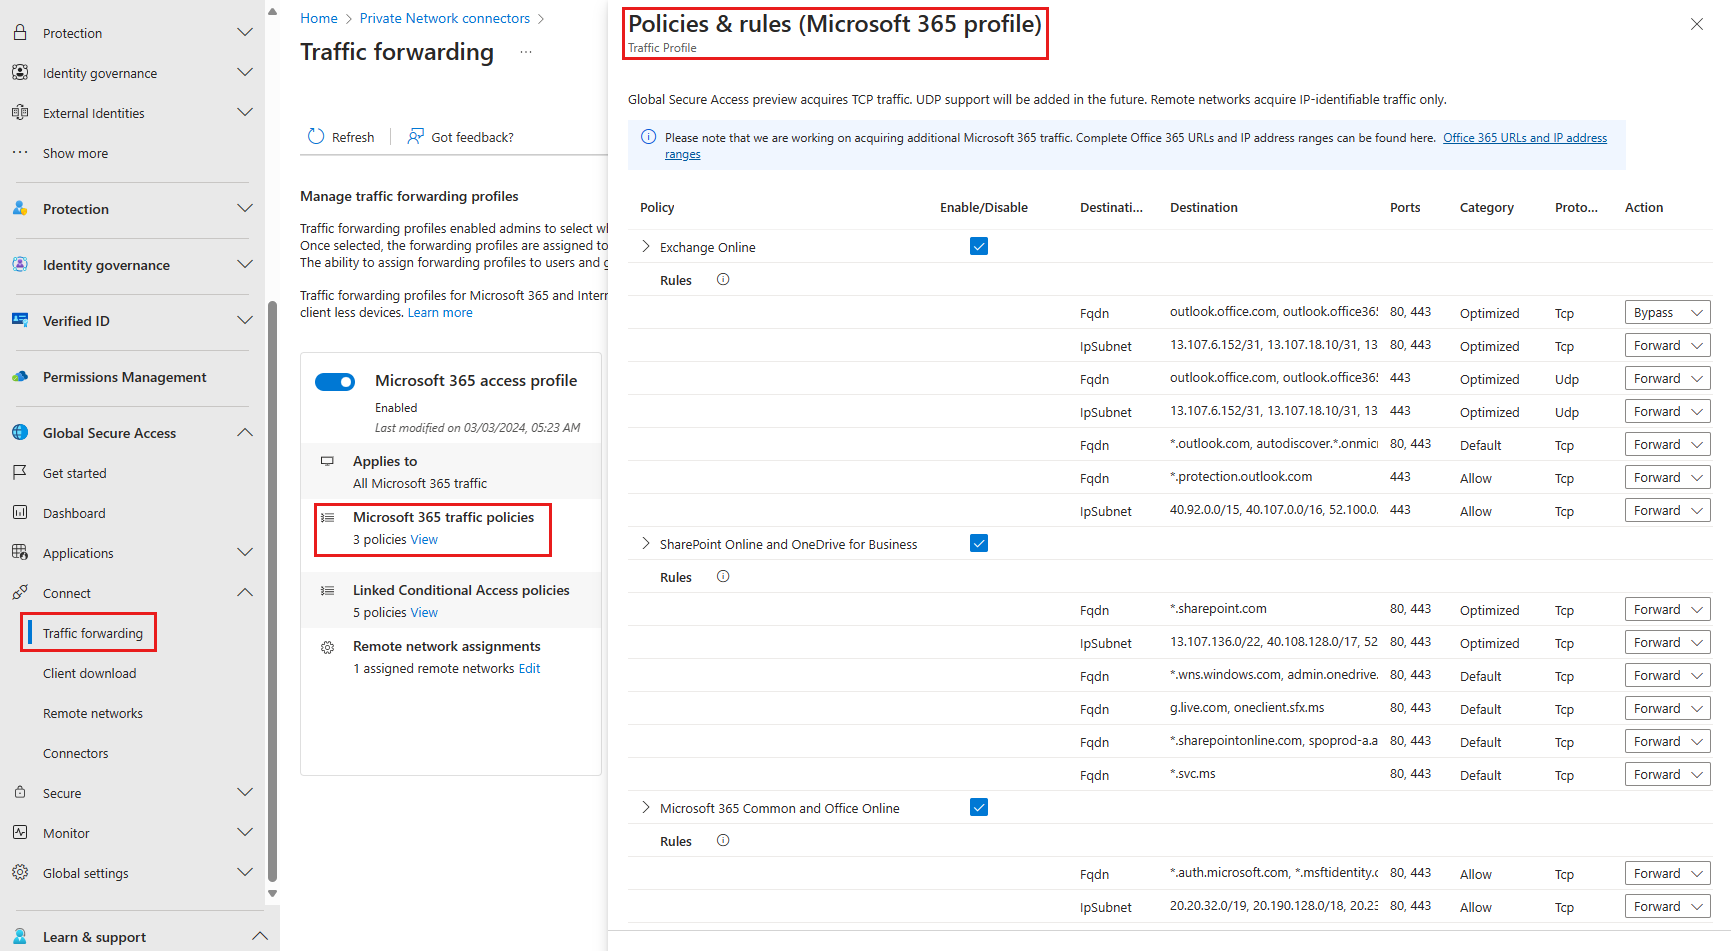 Protection
Identity governance
External Identities
Show more
Protection
Identity governance
Verified ID
Permissions Management
Global Secure Access
Get started
Dashboard
Applications
Connect
Traffic forwarding
Client download
Remote networks
Connectors
Secure
Monitor
Global settings
Learn & support
Home > Private Network connectors >
Traffic forwarding ...
Refresh | Got feedback?
Manage traffic forwarding profiles
Traffic forwarding profiles enabled admins to select
Once selected, the forwarding profiles are assigned to
The ability to assign forwarding profiles to users and
Traffic forwarding profiles for Microsoft 365 and
client less devices. Learn more
Microsoft 365 access profile
Enabled
Last modified on 03/03/2024, 05:23 AM
Applies to
All Microsoft 365 traffic
Microsoft 365 traffic policies
3 policies View
Linked Conditional Access policies
5 policies View
Remote network assignments
1 assigned remote networks Edit
Policies & rules (Microsoft 365 profile)
Traffic Profile
Global Secure Access preview acquires TCP traffic. UDP support will be added in the future. Remote networks acquire IP-identifiable traffic only.
Please note that we are working on acquiring additional Microsoft 365 traffic. Complete Office 365 URLs and IP address ranges can be found here. Office 365 URLs and IP address
ranges
Policy Enable/Disable Destinati... Destination Ports Category Proto... Action
Exchange Online
Rules
Fqdn outlook.office.com, outlook.office365 80, 443 Optimized Tcp Bypass
IpSubnet 13.107.6.152/31, 13.107.18.10/31, 13 80, 443 Optimized Tcp Forward
Fqdn outlook.office.com, outlook.office365 443 Optimized Udp Forward
IpSubnet 13.107.6.152/31, 13.107.18.10/31, 13 443 Optimized Udp Forward
Fqdn *.outlook.com, autodiscover.*.onmic 80, 443 Default Tcp Forward
Fqdn *.protection.outlook.com 443 Allow Tcp Forward
IpSubnet 40.92.0.0/15, 40.107.0.0/16, 52.100.0. 443 Allow Tcp Forward
SharePoint Online and OneDrive for Business
Rules
Fqdn *.sharepoint.com 80, 443 Optimized Tcp Forward
IpSubnet 13.107.136.0/22, 40.108.128.0/17, 52 80, 443 Optimized Tcp Forward
Fqdn *.wns.windows.com, admin.onedrive. 80, 443 Default Tcp Forward
Fqdn g.live.com, oneclient.sfx.ms 80, 443 Default Tcp Forward
Fqdn *.sharepointonline.com, spoprod-a.a 80, 443 Default Tcp Forward
Fqdn *.svc.ms 80, 443 Default Tcp Forward
Microsoft 365 Common and Office Online
Rules
Fqdn *.auth.microsoft.com, *.msftidentity.c 80, 443 Allow Tcp Forward
IpSubnet 20.20.32.0/19, 20.190.128.0/18, 20.23 80, 443 Allow Tcp Forward